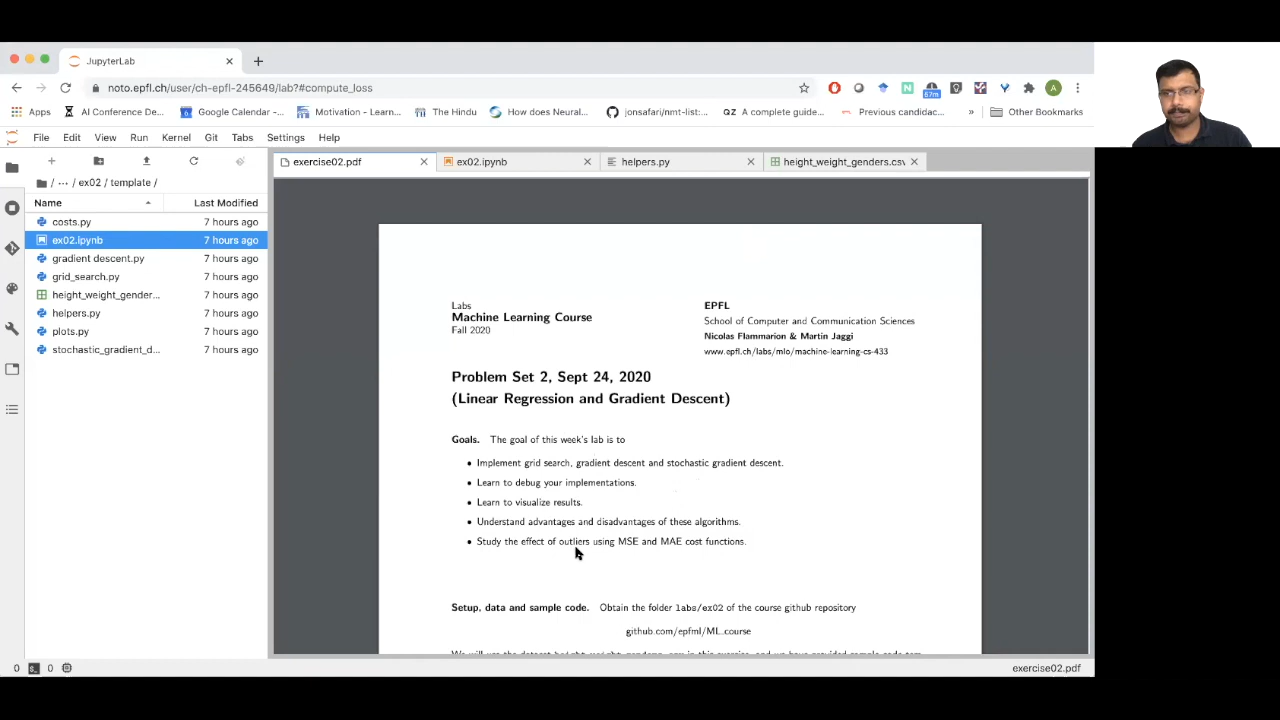 JupyterLab
noto.epfl.ch/user/ch-epfl-245649/lab?#compute_loss
57m
A
Apps
AI Conference De...
Google Calendar -...
Motivation - Learn...
The Hindu
How does Neural...
jonsafari/nmt-list:...
QZ A complete guide...
Previous candidac...
»
Other Bookmarks
File Edit View Run Kernel Git Tabs Settings Help
exercise02.pdf
ex02.ipynb
helpers.py
height_weight_genders.csv
/ ... / ex02 / template /
Name Last Modified
costs.py 7 hours ago
ex02.ipynb 7 hours ago
gradient descent.py 7 hours ago
grid_search.py 7 hours ago
height_weight_gender... 7 hours ago
helpers.py 7 hours ago
plots.py 7 hours ago
stochastic_gradient_d... 7 hours ago
Labs
Machine Learning Course
Fall 2020
EPFL
School of Computer and Communication Sciences
Nicolas Flammarion & Martin Jaggi
www.epfl.ch/labs/mlo/machine-learning-cs-433
Problem Set 2, Sept 24, 2020
(Linear Regression and Gradient Descent)
Goals. The goal of this week's lab is to
• Implement grid search, gradient descent and stochastic gradient descent.
• Learn to debug your implementations.
• Learn to visualize results.
• Understand advantages and disadvantages of these algorithms.
• Study the effect of outliers using MSE and MAE cost functions.
Setup, data and sample code. Obtain the folder labs/ex02 of the course github repository
github.com/epfml/ML_course
0 0
exercise02.pdf